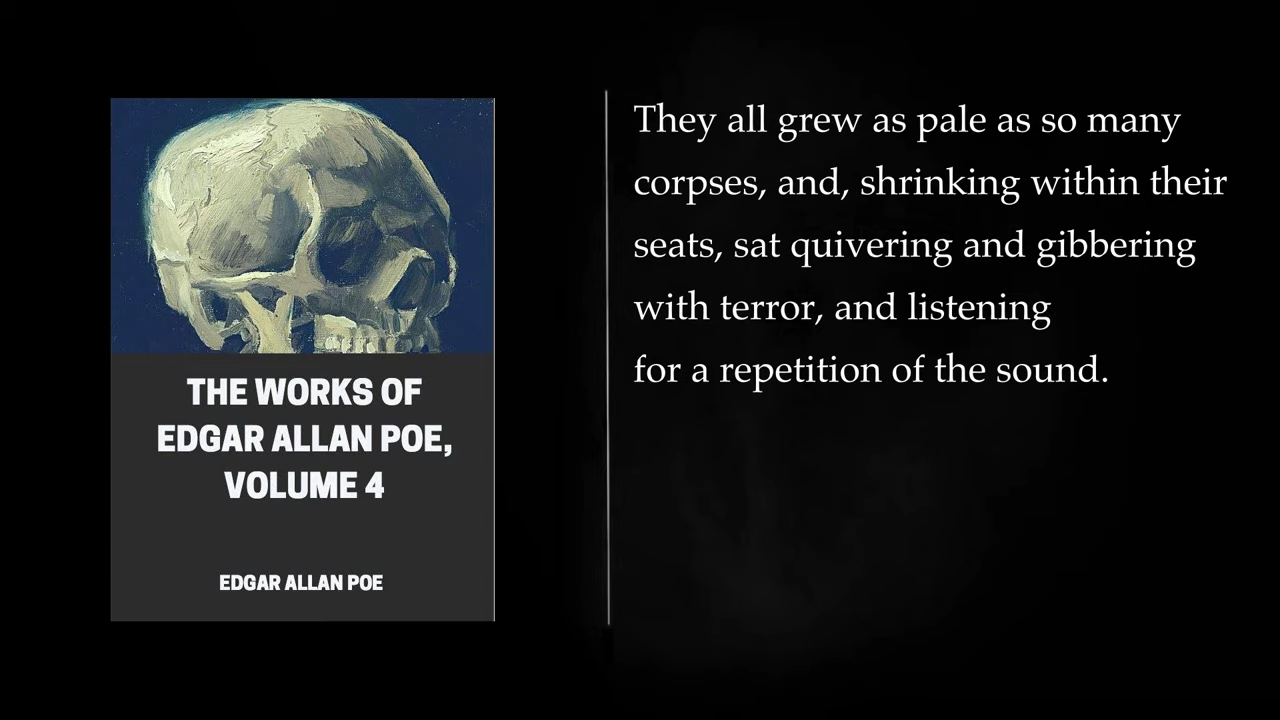 THE WORKS OF
EDGAR ALLAN POE,
VOLUME 4
EDGAR ALLAN POE
They all grew as pale as so many
corpses, and, shrinking within their
seats, sat quivering and gibbering
with terror, and listening
for a repetition of the sound.